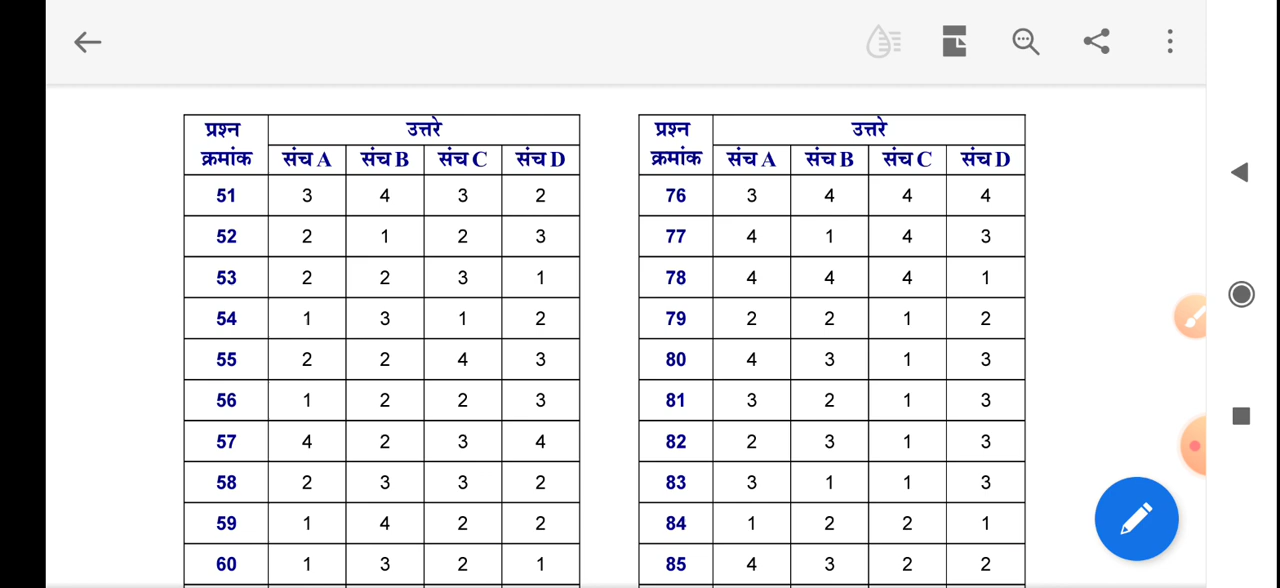 प्रश्न क्रमांक उत्तरे
संच A संच B संच C संच D
51 3 4 3 2
52 2 1 2 3
53 2 2 3 1
54 1 3 1 2
55 2 2 4 3
56 1 2 2 3
57 4 2 3 4
58 2 3 3 2
59 1 4 2 2
60 1 3 2 1
प्रश्न क्रमांक उत्तरे
संच A संच B संच C संच D
76 3 4 4 4
77 4 1 4 3
78 4 4 4 1
79 2 2 1 2
80 4 3 1 3
81 3 2 1 3
82 2 3 1 3
83 3 1 1 3
84 1 2 2 1
85 4 3 2 2